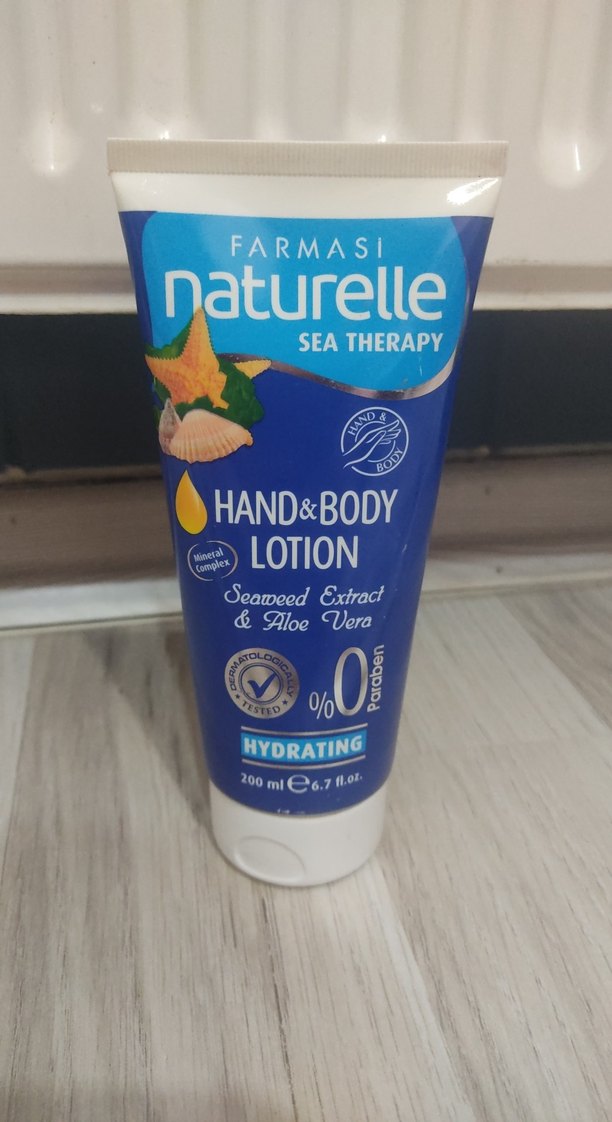 FARMASi
naturelle
SEA THERAPY
HAND &
BODY
HAND&BODY
LOTION
Mineral
Complex
Seaweed Extract
& Aloe Vera
DERMATOLOGICALLY
TESTED
%0 Paraben
HYDRATING
200 ml ℮ 6.7 fl.oz.